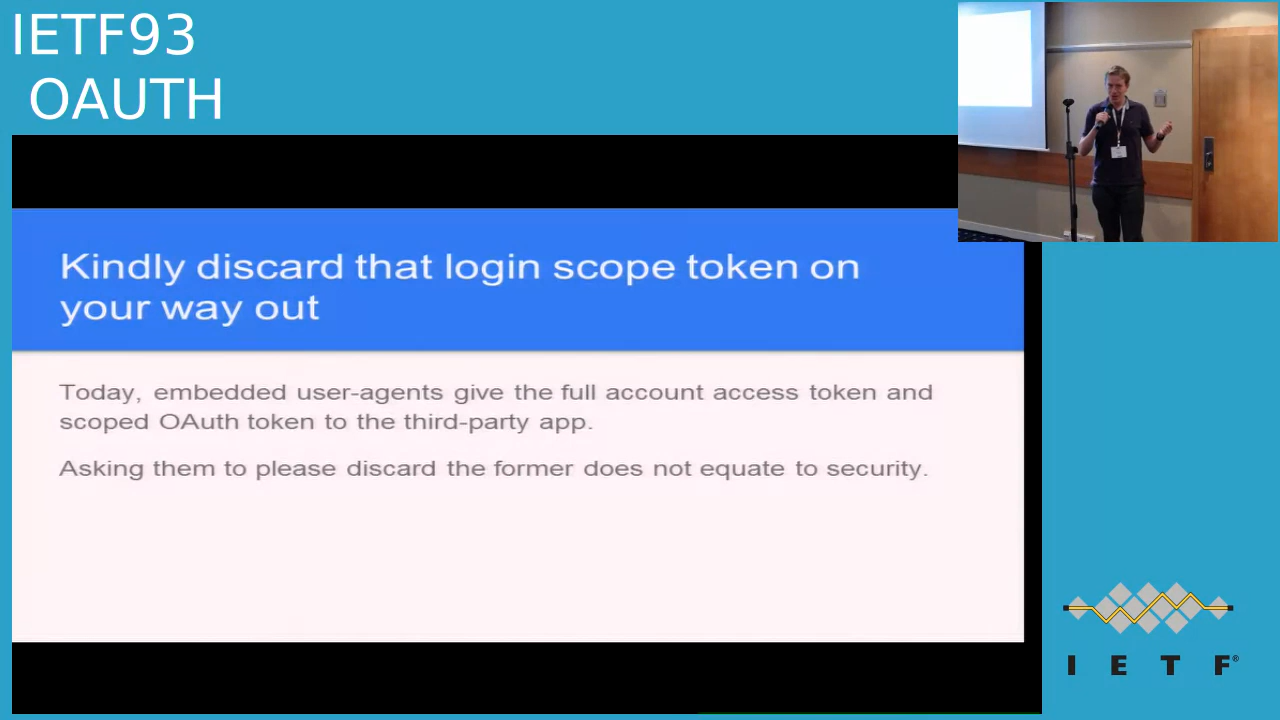 IETF93
OAUTH
Kindly discard that login scope token on
your way out
Today, embedded user-agents give the full account access token and
scoped OAuth token to the third-party app.
Asking them to please discard the former does not equate to security.
I E T F®